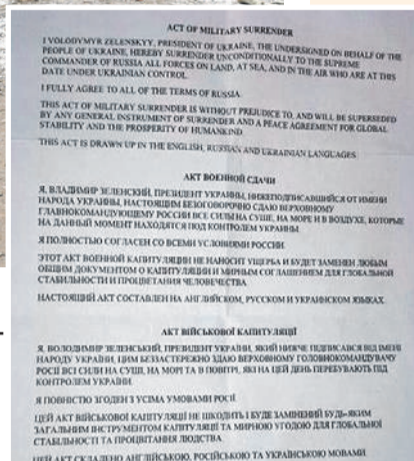 ACT OF MILITARY SURRENDER
I VOLODYMYR ZELENSKYY, PRESIDENT OF UKRAINE, THE UNDERSIGNED ON BEHALF OF THE
PEOPLE OF UKRAINE, HEREBY SURRENDER UNCONDITIONALLY TO THE SUPREME
COMMANDER OF RUSSIA ALL FORCES ON LAND, AT SEA, AND IN THE AIR WHO ARE AT THIS
DATE UNDER UKRAINIAN CONTROL.
I FULLY AGREE TO ALL OF THE TERMS OF RUSSIA.
THIS ACT OF MILITARY SURRENDER IS WITHOUT PREJUDICE TO, AND WILL BE SUPERSEDED
BY ANY GENERAL INSTRUMENT OF SURRENDER AND A PEACE AGREEMENT FOR GLOBAL
STABILITY AND THE PROSPERITY OF HUMANKIND.
THIS ACT IS DRAWN UP IN THE ENGLISH, RUSSIAN AND UKRAINIAN LANGUAGES.
АКТ ВОЕННОЙ СДАЧИ
Я, ВЛАДИМИР ЗЕЛЕНСКИЙ, ПРЕЗИДЕНТ УКРАИНЫ, НИЖЕПОДПИСАВШИЙСЯ ОТ ИМЕНИ
НАРОДА УКРАИНЫ, НАСТОЯЩИМ БЕЗОГОВОРОЧНО СДАЮ ВЕРХОВНОМУ
ГЛАВНОКОМАНДУЮЩЕМУ РОССИИ ВСЕ СИЛЫ НА СУШЕ, НА МОРЕ И В ВОЗДУХЕ, КОТОРЫЕ
НА ДАННЫЙ МОМЕНТ НАХОДЯТСЯ ПОД КОНТРОЛЕМ УКРАИНЫ.
Я ПОЛНОСТЬЮ СОГЛАСЕН СО ВСЕМИ УСЛОВИЯМИ РОССИИ.
ЭТОТ АКТ ВОЕННОЙ КАПИТУЛЯЦИИ НЕ НАНОСИТ УЩЕРБА И БУДЕТ ЗАМЕНЕН ЛЮБЫМ
ОБЩИМ ДОКУМЕНТОМ О КАПИТУЛЯЦИИ И МИРНЫМ СОГЛАШЕНИЕМ ДЛЯ ГЛОБАЛЬНОЙ
СТАБИЛЬНОСТИ И ПРОЦВЕТАНИЯ ЧЕЛОВЕЧЕСТВА.
НАСТОЯЩИЙ АКТ СОСТАВЛЕН НА АНГЛИЙСКОМ, РУССКОМ И УКРАИНСКОМ ЯЗЫКАХ.
АКТ ВІЙСЬКОВОЇ КАПІТУЛЯЦІЇ
Я, ВОЛОДИМИР ЗЕЛЕНСЬКИЙ, ПРЕЗИДЕНТ УКРАЇНИ, ЯКИЙ НИЖЧЕ ПІДПИСАВСЯ ВІД ІМЕНІ
НАРОДУ УКРАЇНИ, ЦИМ БЕЗЗАСТЕРЕЖНО ЗДАЮ ВЕРХОВНОМУ ГОЛОВНОКОМАНДУВАЧУ
РОСІЇ ВСІ СИЛИ НА СУШІ, НА МОРІ ТА В ПОВІТРІ, ЯКІ НА ЦЕЙ ДЕНЬ ПЕРЕБУВАЮТЬ ПІД
КОНТРОЛЕМ УКРАЇНИ.
Я ПОВНІСТЮ ЗГОДЕН З УСІМА УМОВАМИ РОСІЇ.
ЦЕЙ АКТ ВІЙСЬКОВОЇ КАПІТУЛЯЦІЇ НЕ ШКОДИТЬ І БУДЕ ЗАМІНЕНИЙ БУДЬ-ЯКИМ
ЗАГАЛЬНИМ ІНСТРУМЕНТОМ КАПІТУЛЯЦІЇ ТА МИРНОЮ УГОДОЮ ДЛЯ ГЛОБАЛЬНОЇ
СТАБІЛЬНОСТІ ТА ПРОЦВІТАННЯ ЛЮДСТВА.
ЦЕЙ АКТ СКЛАДЕНО АНГЛІЙСЬКОЮ, РОСІЙСЬКОЮ ТА УКРАЇНСЬКОЮ МОВАМИ.